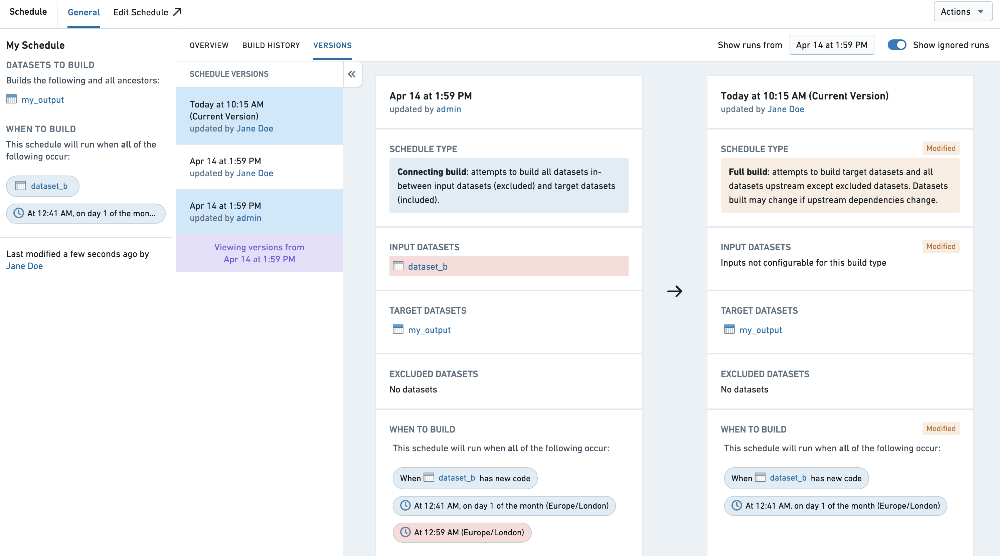 Schedule
General
Edit Schedule
Actions
My Schedule
DATASETS TO BUILD
Builds the following and all ancestors:
my_output
WHEN TO BUILD
This schedule will run when all of the
following occur:
dataset_b
At 12:41 AM, on day 1 of the mon...
Last modified a few seconds ago by
Jane Doe
OVERVIEW
BUILD HISTORY
VERSIONS
Show runs from
Apr 14 at 1:59 PM
Show ignored runs
SCHEDULE VERSIONS
Today at 10:15 AM
(Current Version)
updated by Jane Doe
Apr 14 at 1:59 PM
updated by Jane Doe
Apr 14 at 1:59 PM
updated by admin
Viewing versions from
Apr 14 at 1:59 PM
Apr 14 at 1:59 PM
updated by admin
SCHEDULE TYPE
Connecting build: attempts to build all datasets in-
between input datasets (excluded) and target datasets
(included).
INPUT DATASETS
dataset_b
TARGET DATASETS
my_output
EXCLUDED DATASETS
No datasets
WHEN TO BUILD
This schedule will run when all of the following occur:
When dataset_b has new code
At 12:41 AM, on day 1 of the month (Europe/London)
At 12:59 AM (Europe/London)
Today at 10:15 AM (Current Version)
updated by Jane Doe
SCHEDULE TYPE
Modified
Full build: attempts to build target datasets and all
datasets upstream except excluded datasets. Datasets
built may change if upstream dependencies change.
INPUT DATASETS
Modified
Inputs not configurable for this build type
TARGET DATASETS
my_output
EXCLUDED DATASETS
No datasets
WHEN TO BUILD
Modified
This schedule will run when all of the following occur:
When dataset_b has new code
At 12:41 AM, on day 1 of the month (Europe/London)